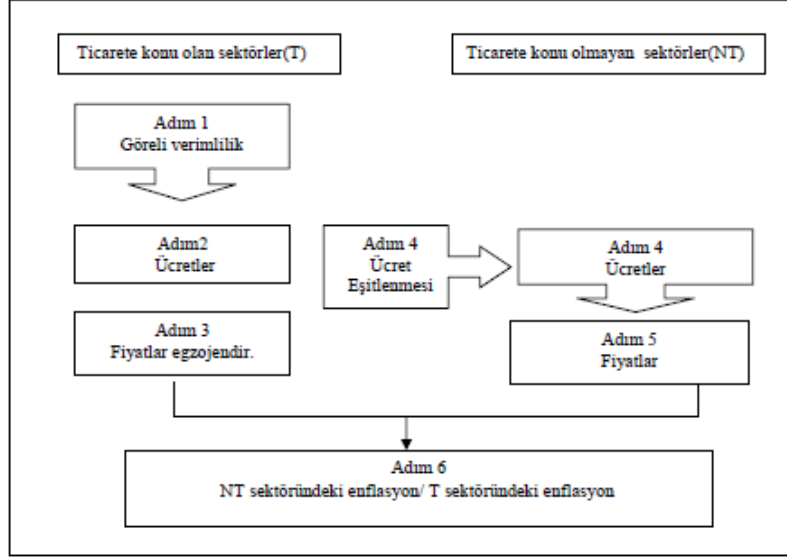 Ticarete konu olan sektörler(T)
Ticarete konu olmayan sektörler(NT)
Adım 1
Göreli verimlilik
Adım2
Ücretler
Adım 4
Ücret
Eşitlenmesi
Adım 4
Ücretler
Adım 3
Fiyatlar egzojendir.
Adım 5
Fiyatlar
Adım 6
NT sektöründeki enflasyon/ T sektöründeki enflasyon